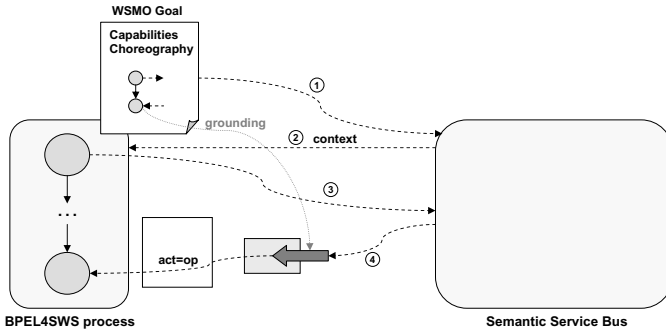 WSMO Goal
Capabilities
Choreography
1
grounding
2
context
3
...
act=op
4
BPEL4SWS process
Semantic Service Bus